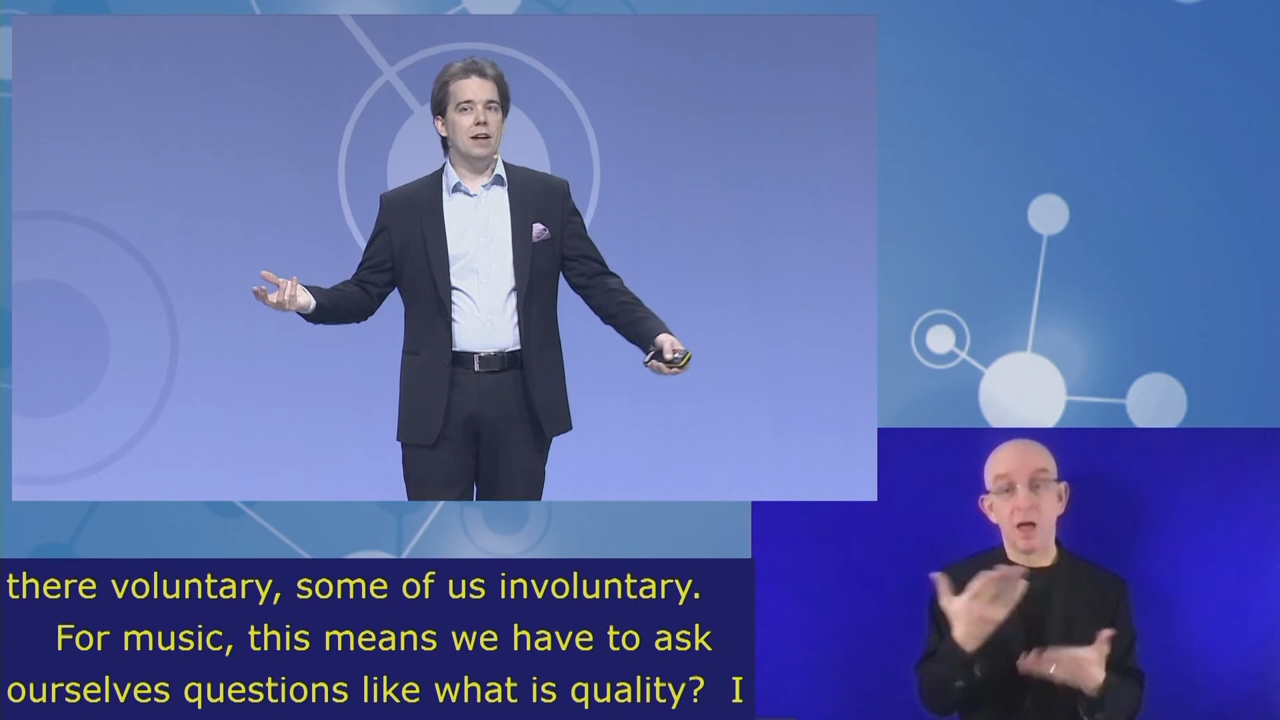 there voluntary, some of us involuntary.
For music, this means we have to ask
ourselves questions like what is quality?  I